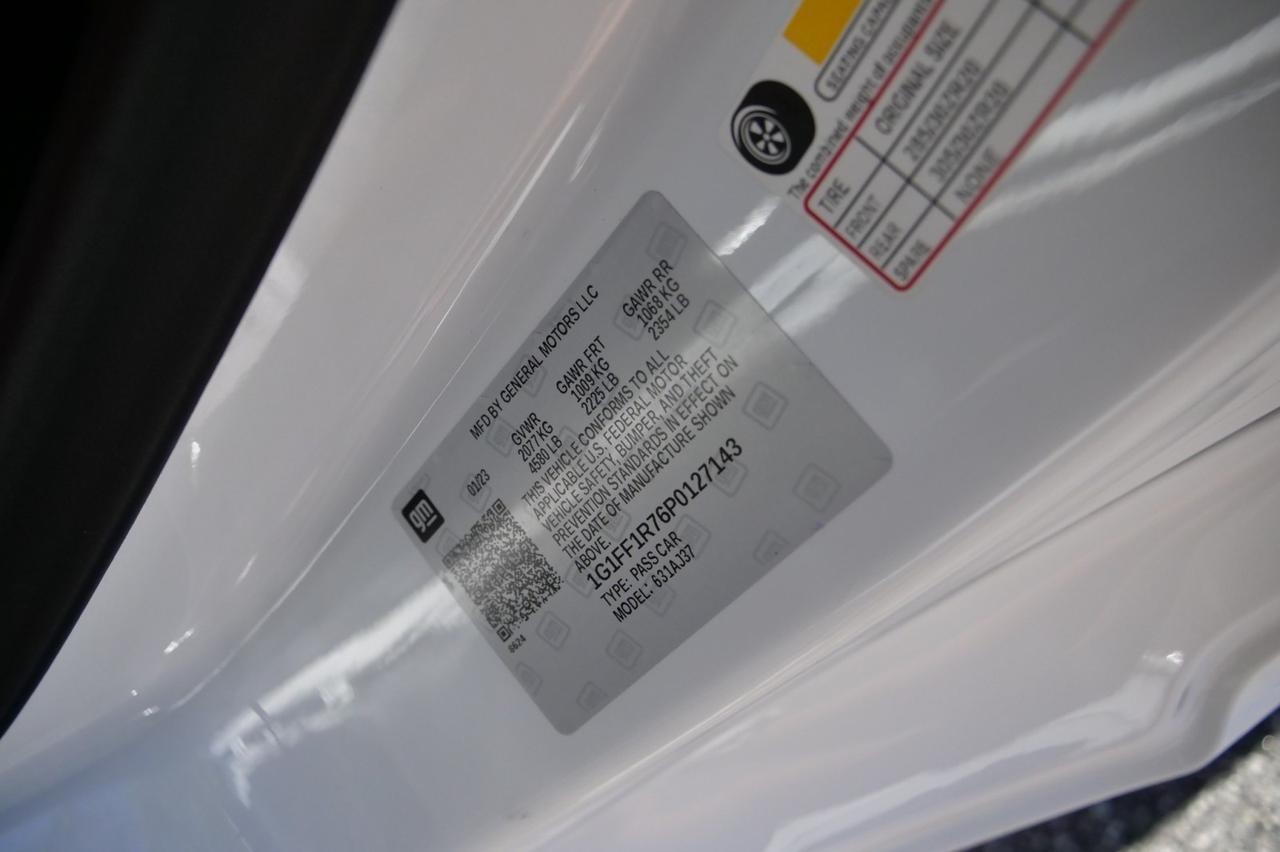 gm
MFD BY GENERAL MOTORS LLC
01/23
GVWR GAWR FRT GAWR RR
2077 KG 1009 KG 1068 KG
4580 LB 2225 LB 2354 LB
THIS VEHICLE CONFORMS TO ALL
APPLICABLE U.S. FEDERAL MOTOR
VEHICLE SAFETY, BUMPER, AND THEFT
PREVENTION STANDARDS IN EFFECT ON
THE DATE OF MANUFACTURE SHOWN
ABOVE.
1G1FF1R76P0127143
TYPE: PASS CAR
MODEL: 631AJ37
8624
SEATING
The combined weight of occupants
TIRE ORIGINAL SIZE
FRONT 285/30ZR20
REAR 305/30ZR20
SPARE NONE